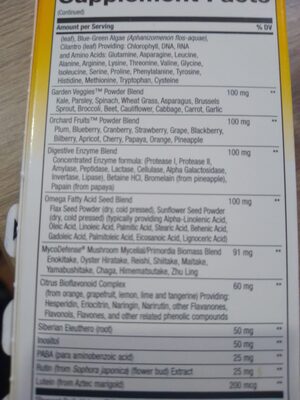 Supplement Facts
(Continued)
Amount per Serving % DV
(leaf), Blue-Green Algae (Aphanizomenon flos-aquae),
Cilantro (leaf) Providing: Chlorophyll, DNA, RNA
and Amino Acids: Glutamine, Asparagine, Leucine,
Alanine, Arginine, Lysine, Threonine, Valine, Glycine,
Isoleucine, Serine, Proline, Phenylalanine, Tyrosine,
Histidine, Methionine, Tryptophan, Cysteine
Garden Veggies™ Powder Blend 100 mg **
Kale, Parsley, Spinach, Wheat Grass, Asparagus, Brussels
Sprout, Broccoli, Beet, Cauliflower, Cabbage, Carrot, Garlic
Orchard Fruits™ Powder Blend 100 mg **
Plum, Blueberry, Cranberry, Strawberry, Grape, Blackberry,
Bilberry, Apricot, Cherry, Papaya, Orange, Pineapple
Digestive Enzyme Blend 100 mg **
Concentrated Enzyme formula: (Protease I, Protease II,
Amylase, Peptidase, Lactase, Cellulase, Alpha Galactosidase,
Invertase, Lipase), Betaine HCl, Bromelain (from pineapple),
Papain (from papaya)
Omega Fatty Acid Seed Blend 100 mg **
Flax Seed Powder (dry, cold pressed), Sunflower Seed Powder
(dry, cold pressed) (typically providing Alpha-Linolenic Acid,
Oleic Acid, Linoleic Acid, Palmitic Acid, Stearic Acid, Behenic Acid,
Gadoleic Acid, Palmitoleic Acid, Eicosanoic Acid, Lignoceric Acid)
MycoDefense® Mushroom Mycelial/Primordia Biomass Blend 91 mg **
Enokitake, Oyster Hiratake, Reishi, Shiitake, Maitake,
Yamabushitake, Chaga, Himematsutake, Zhu Ling
Citrus Bioflavonoid Complex 60 mg **
(from orange, grapefruit, lemon, lime and tangerine) Providing:
Hesperidin, Eriocitrin, Naringin, Narirutin, other Flavanones,
Flavonols, Flavones, and other related phenolic compounds
Siberian Eleuthero (root) 50 mg **
Inositol 50 mg **
PABA (para aminobenzoic acid) 25 mg **
Rutin (from Sophora japonica) (flower bud) Extract 25 mg **
Lutein (from Aztec marigold) 200 mcg **